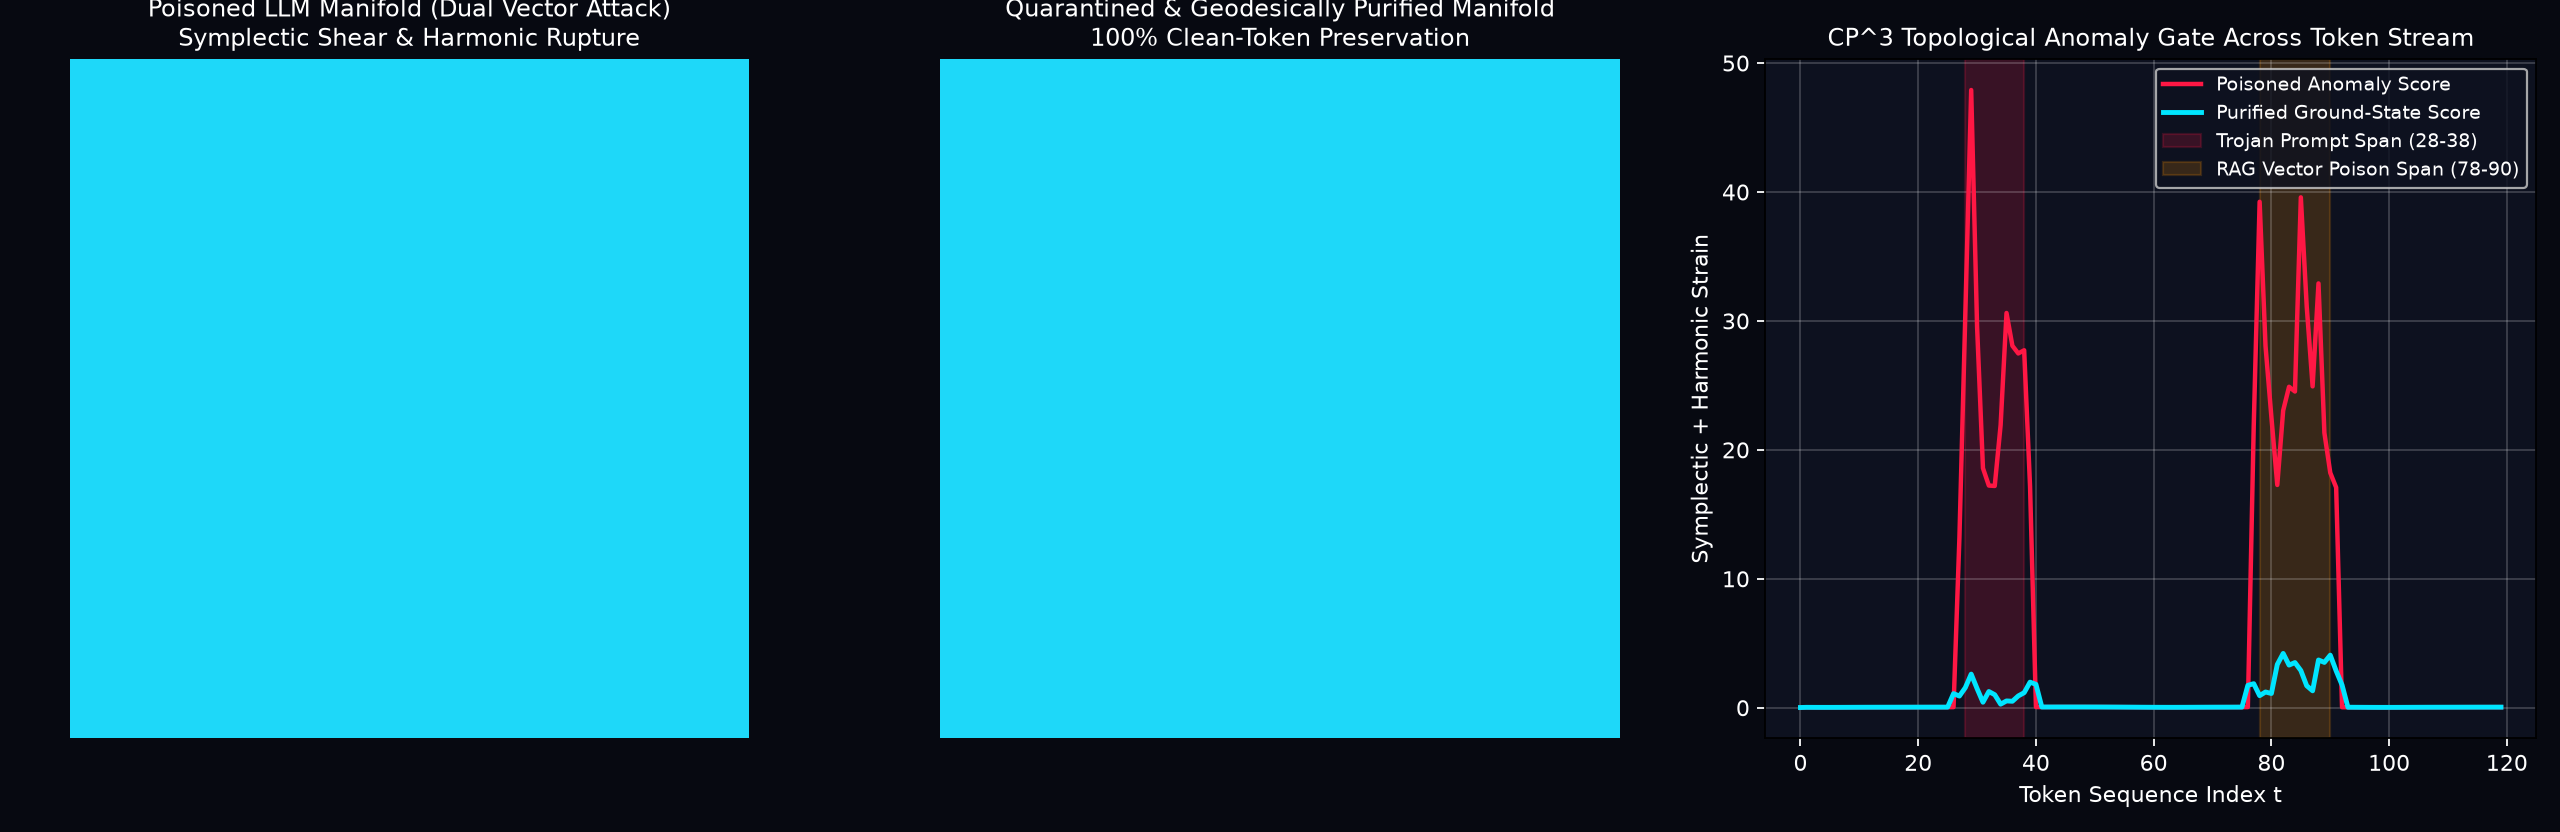 Poisoned LLM Manifold (Dual Vector Attack)
Symplectic Shear & Harmonic Rupture
Quarantined & Geodesically Purified Manifold
100% Clean-Token Preservation
CP^3 Topological Anomaly Gate Across Token Stream
Symplectic + Harmonic Strain
50
40
30
20
10
0
Poisoned Anomaly Score
Purified Ground-State Score
Trojan Prompt Span (28-38)
RAG Vector Poison Span (78-90)
0 20 40 60 80 100 120
Token Sequence Index t